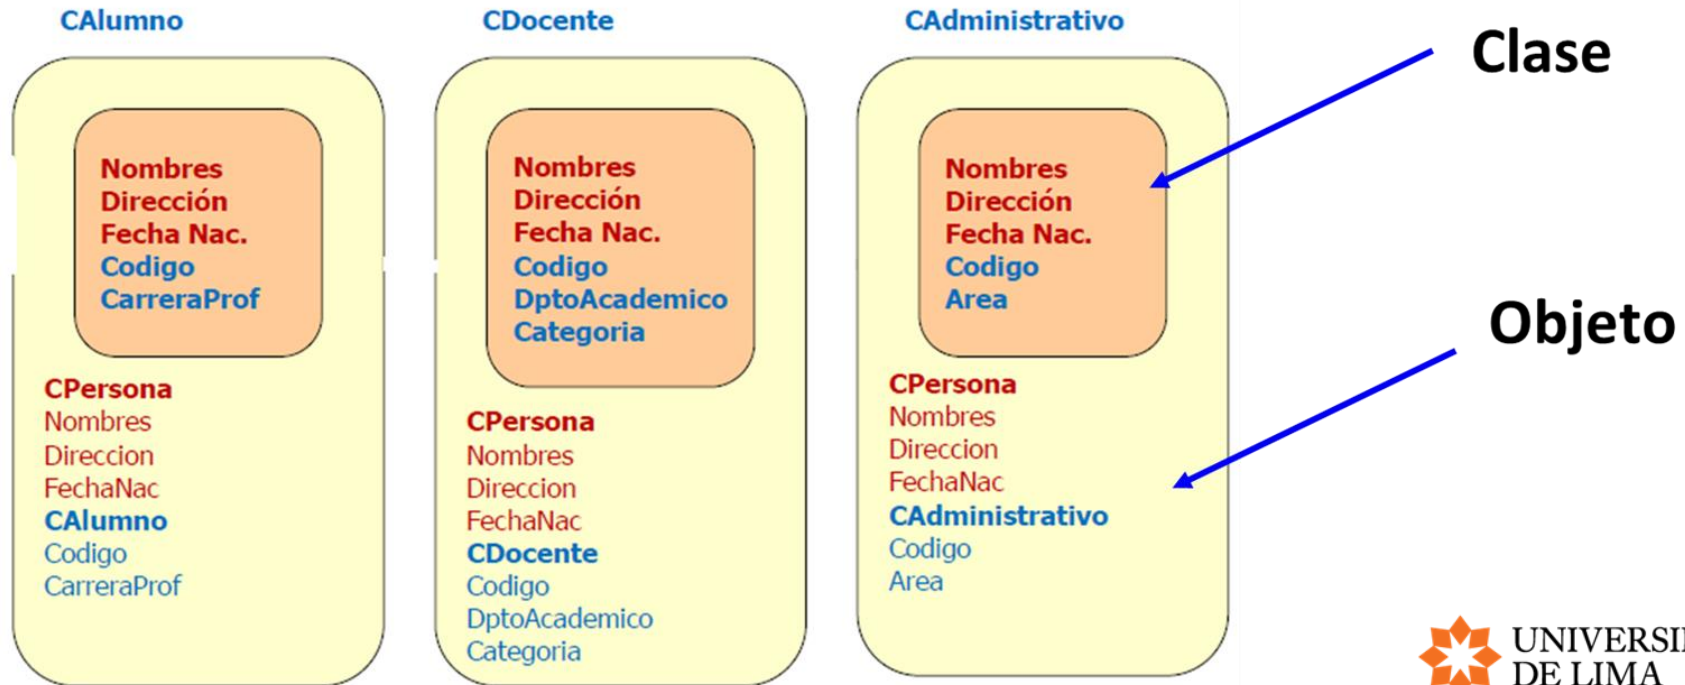 CAlumno
Nombres
Dirección
Fecha Nac.
Codigo
CarreraProf
CPersona
Nombres
Direccion
FechaNac
CAlumno
Codigo
CarreraProf
CDocente
Nombres
Dirección
Fecha Nac.
Codigo
DptoAcademico
Categoria
CPersona
Nombres
Direccion
FechaNac
CDocente
Codigo
DptoAcademico
Categoria
CAdministrativo
Nombres
Dirección
Fecha Nac.
Codigo
Area
CPersona
Nombres
Direccion
FechaNac
CAdministrativo
Codigo
Area
Clase
Objeto
DE LIMA